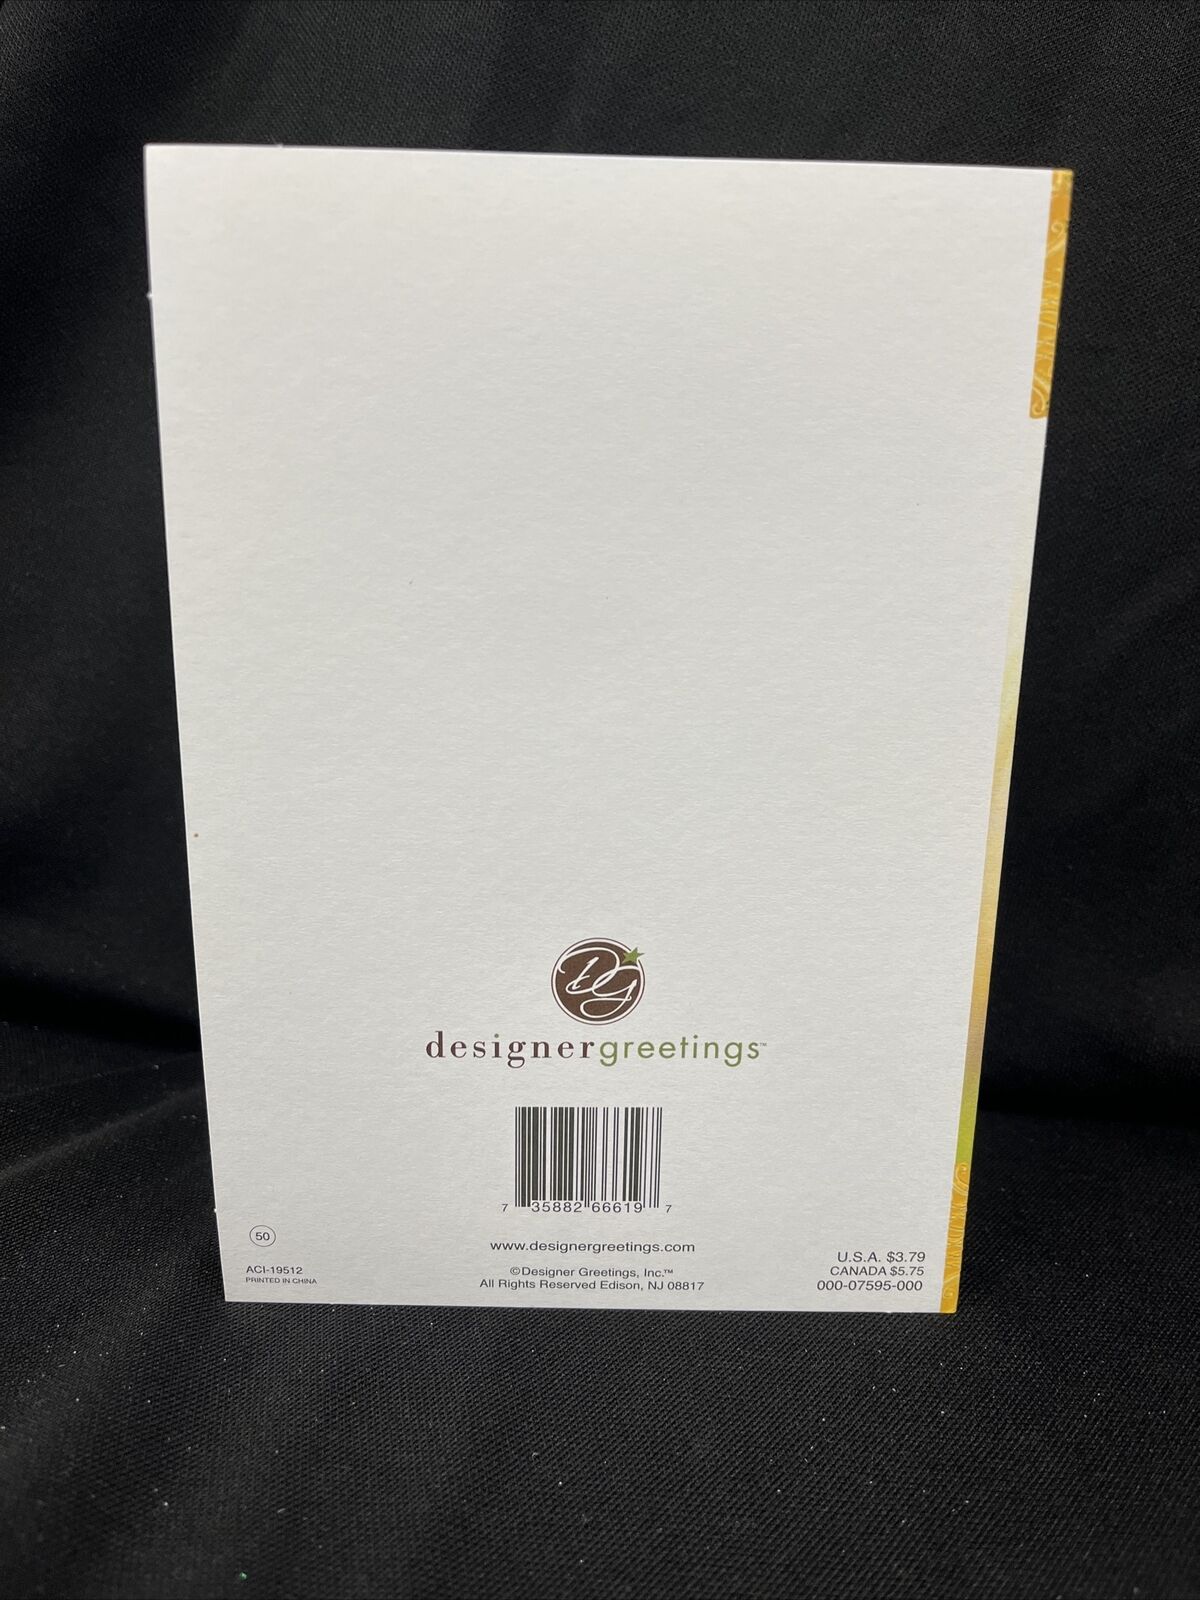 DG
designergreetings™
7 35882 66619 7
www.designergreetings.com
©Designer Greetings, Inc.™
All Rights Reserved Edison, NJ 08817
50
ACI-19512
PRINTED IN CHINA
U.S.A. $3.79
CANADA $5.75
000-07595-000